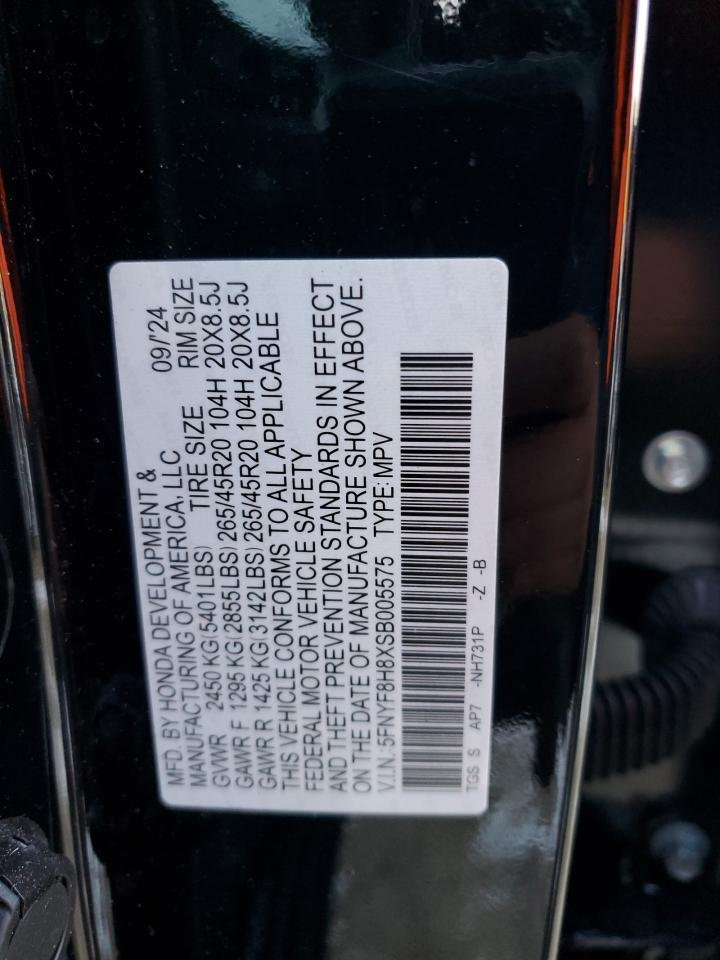 MFD. BY HONDA DEVELOPMENT &
MANUFACTURING OF AMERICA, LLC 09/'24
TIRE SIZE RIM SIZE
GVWR 2450 KG(5401LBS)
GAWR F 1295 KG(2855LBS) 265/45R20 104H 20X8.5J
GAWR R 1425 KG(3142LBS) 265/45R20 104H 20X8.5J
THIS VEHICLE CONFORMS TO ALL APPLICABLE
FEDERAL MOTOR VEHICLE SAFETY
AND THEFT PREVENTION STANDARDS IN EFFECT
ON THE DATE OF MANUFACTURE SHOWN ABOVE.
V.I.N.:5FNYF8H8XSB005575 TYPE:MPV
TGS S AP7 -NH731P -Z -B